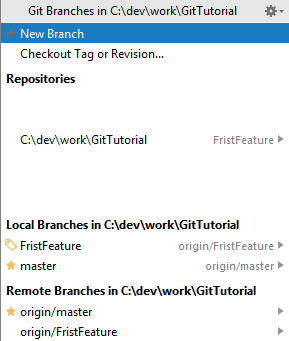 Git Branches in C:\dev\work\GitTutorial
New Branch
Checkout Tag or Revision...
Repositories
C:\dev\work\GitTutorial FristFeature
Local Branches in C:\dev\work\GitTutorial
FristFeature origin/FristFeature
master origin/master
Remote Branches in C:\dev\work\GitTutorial
origin/master
origin/FristFeature